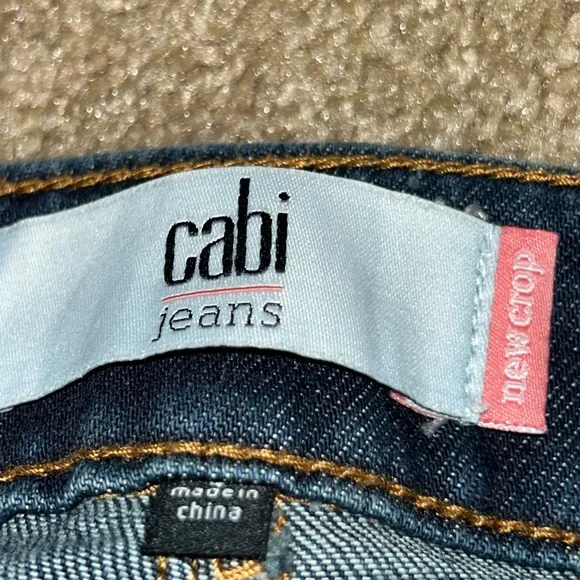 cabi
jeans
new crop
made in
china